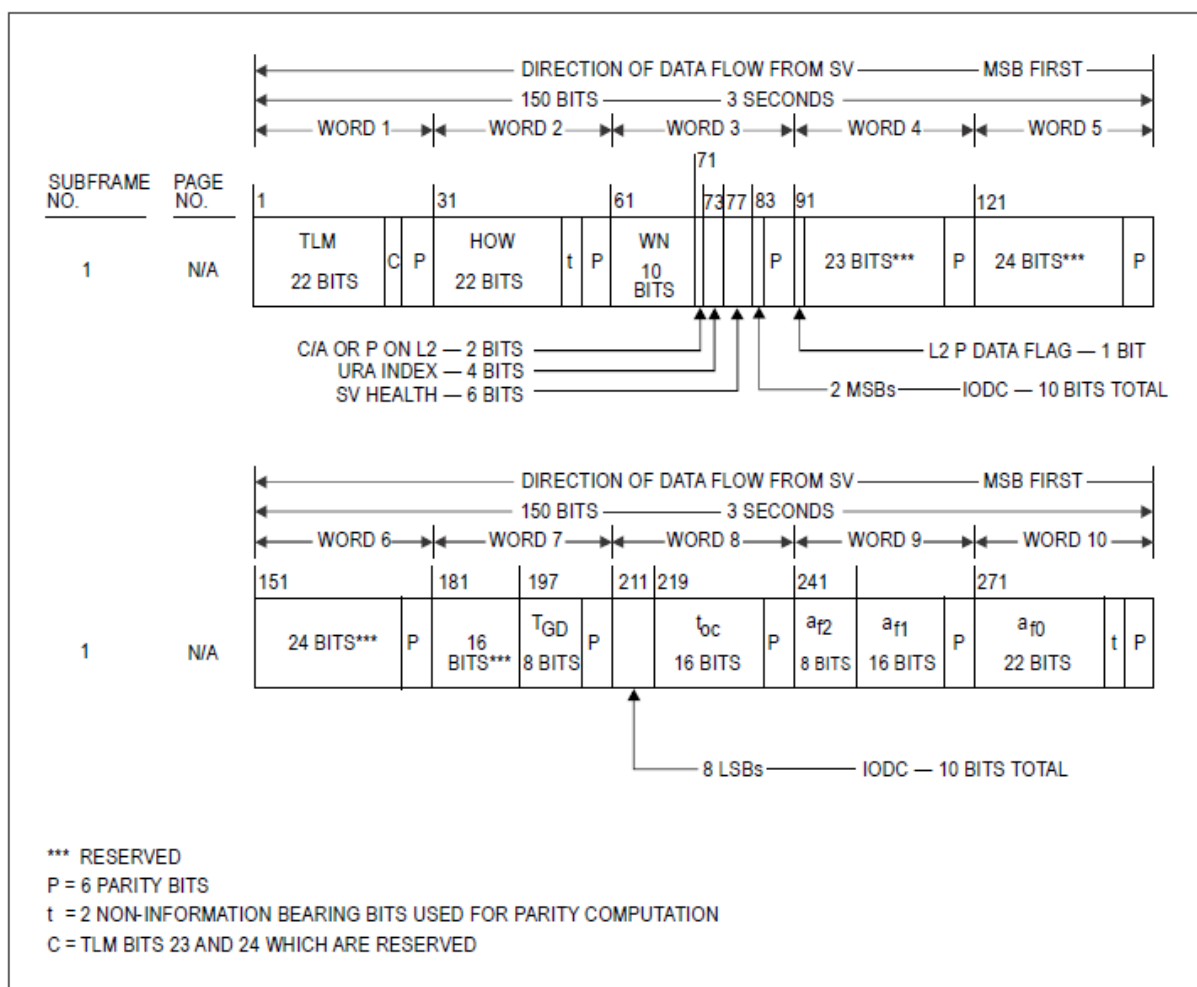 DIRECTION OF DATA FLOW FROM SV MSB FIRST
150 BITS 3 SECONDS
WORD 1 WORD 2 WORD 3 WORD 4 WORD 5
SUBFRAME NO. PAGE NO.
1 31 61 71 73 77 83 91 121
1 N/A
TLM 22 BITS C P
HOW 22 BITS t P
WN 10 BITS P
23 BITS*** P
24 BITS*** P
C/A OR P ON L2 — 2 BITS
URA INDEX — 4 BITS
SV HEALTH — 6 BITS
L2 P DATA FLAG — 1 BIT
2 MSBs IODC — 10 BITS TOTAL
DIRECTION OF DATA FLOW FROM SV MSB FIRST
150 BITS 3 SECONDS
WORD 6 WORD 7 WORD 8 WORD 9 WORD 10
151 181 197 211 219 241 271
1 N/A
24 BITS*** P
16 BITS***
TGD 8 BITS P
toc 16 BITS P
af2 8 BITS
af1 16 BITS P
af0 22 BITS t P
8 LSBs IODC — 10 BITS TOTAL
*** RESERVED
P = 6 PARITY BITS
t = 2 NON-INFORMATION BEARING BITS USED FOR PARITY COMPUTATION
C = TLM BITS 23 AND 24 WHICH ARE RESERVED